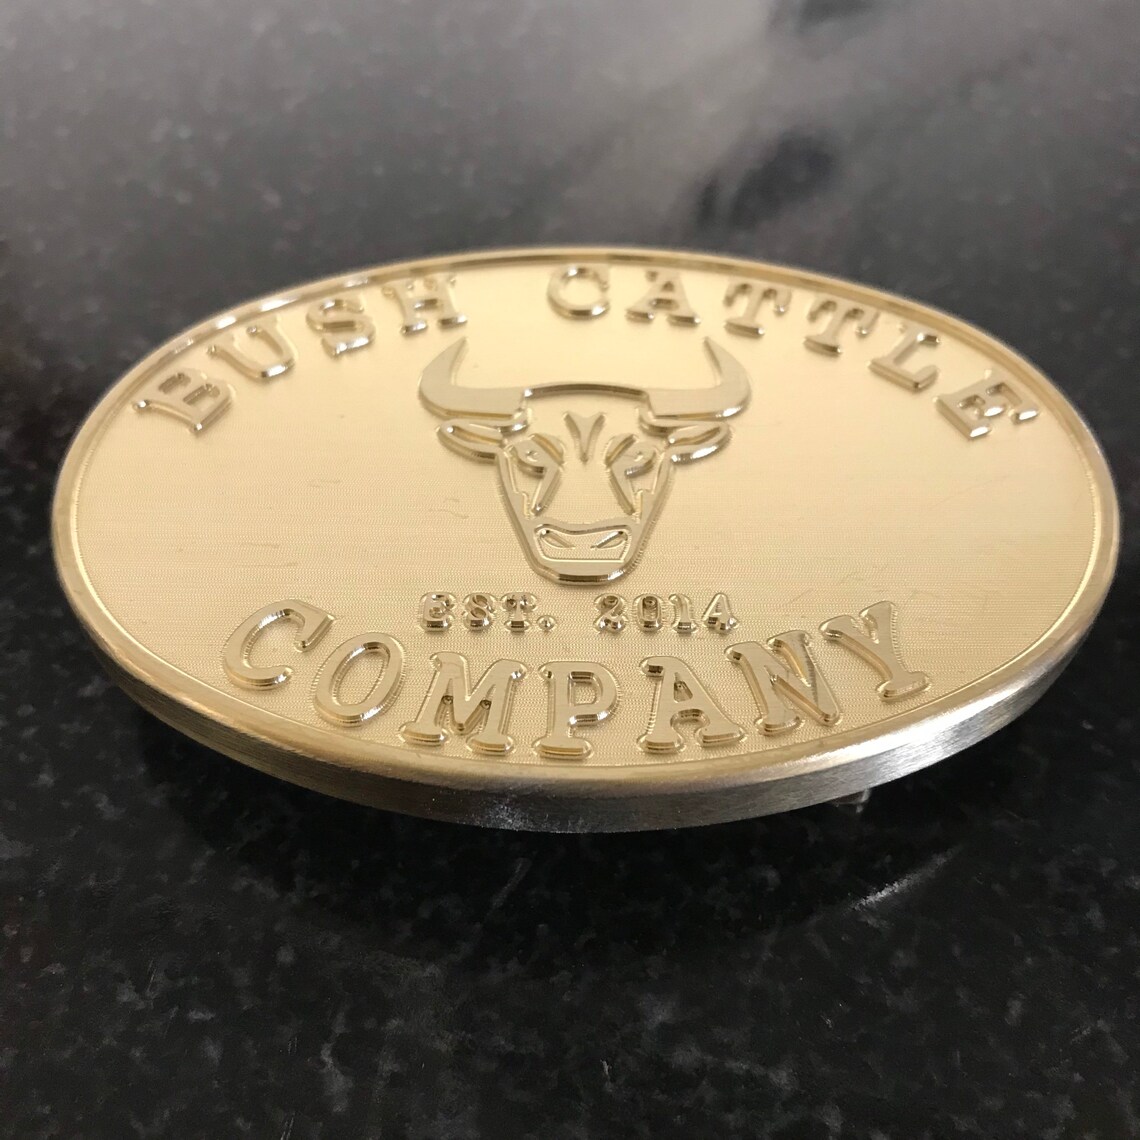 BUSH CATTLE
EST. 2014
COMPANY